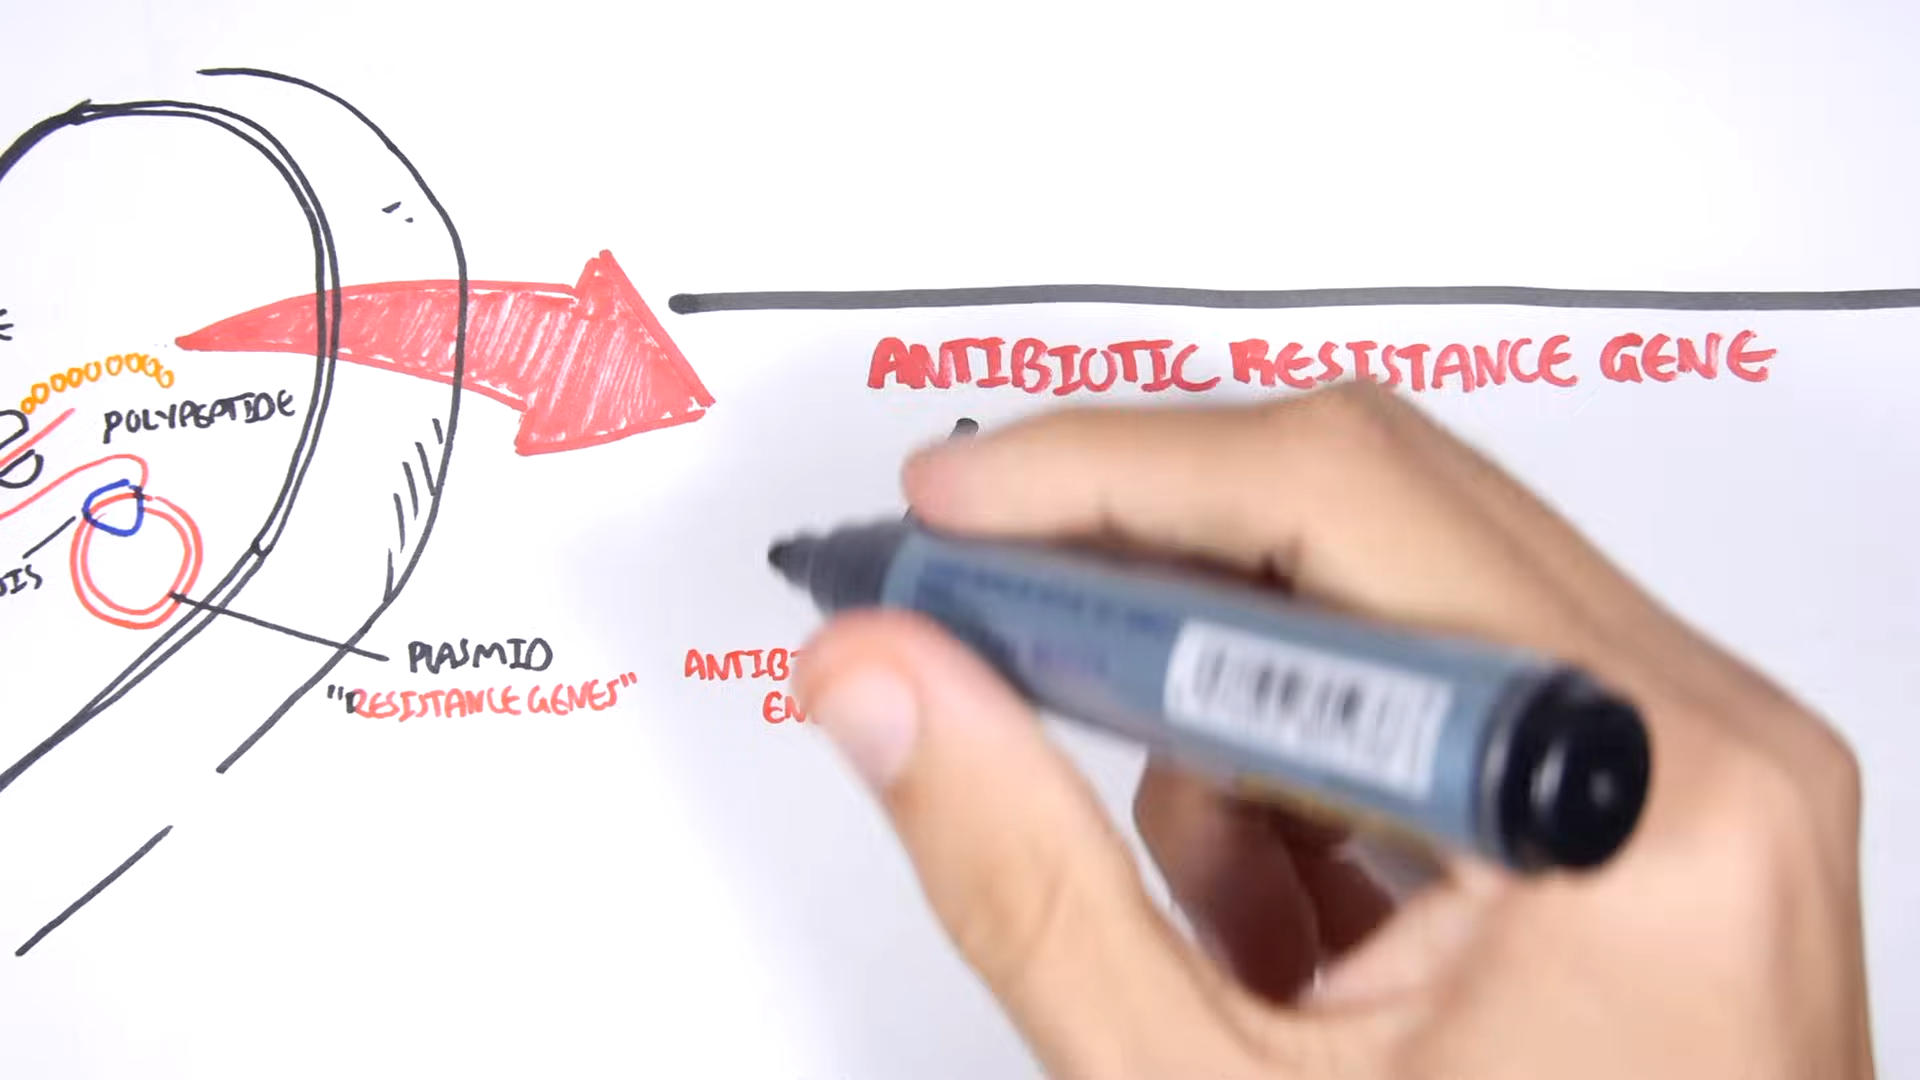 ANTIBIOTIC RESISTANCE GENE
POLYPEPTIDE
PLASMID
"RESISTANCE GENES"